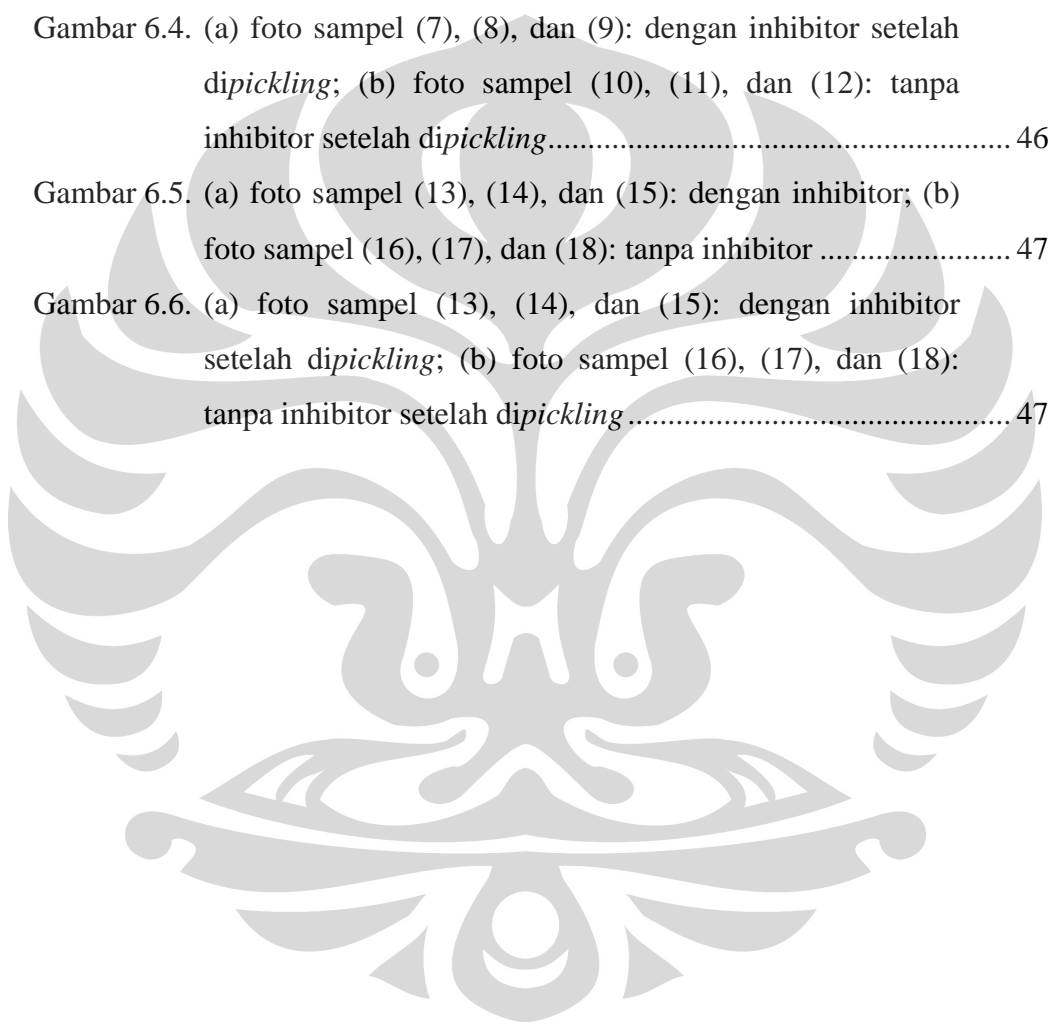 Gambar 6.4. (a) foto sampel (7), (8), dan (9): dengan inhibitor setelah
dipickling; (b) foto sampel (10), (11), dan (12): tanpa
inhibitor setelah dipickling....................................................... 46
Gambar 6.5. (a) foto sampel (13), (14), dan (15): dengan inhibitor; (b)
foto sampel (16), (17), dan (18): tanpa inhibitor ....................... 47
Gambar 6.6. (a) foto sampel (13), (14), dan (15): dengan inhibitor
setelah dipickling; (b) foto sampel (16), (17), dan (18):
tanpa inhibitor setelah dipickling.............................................. 47